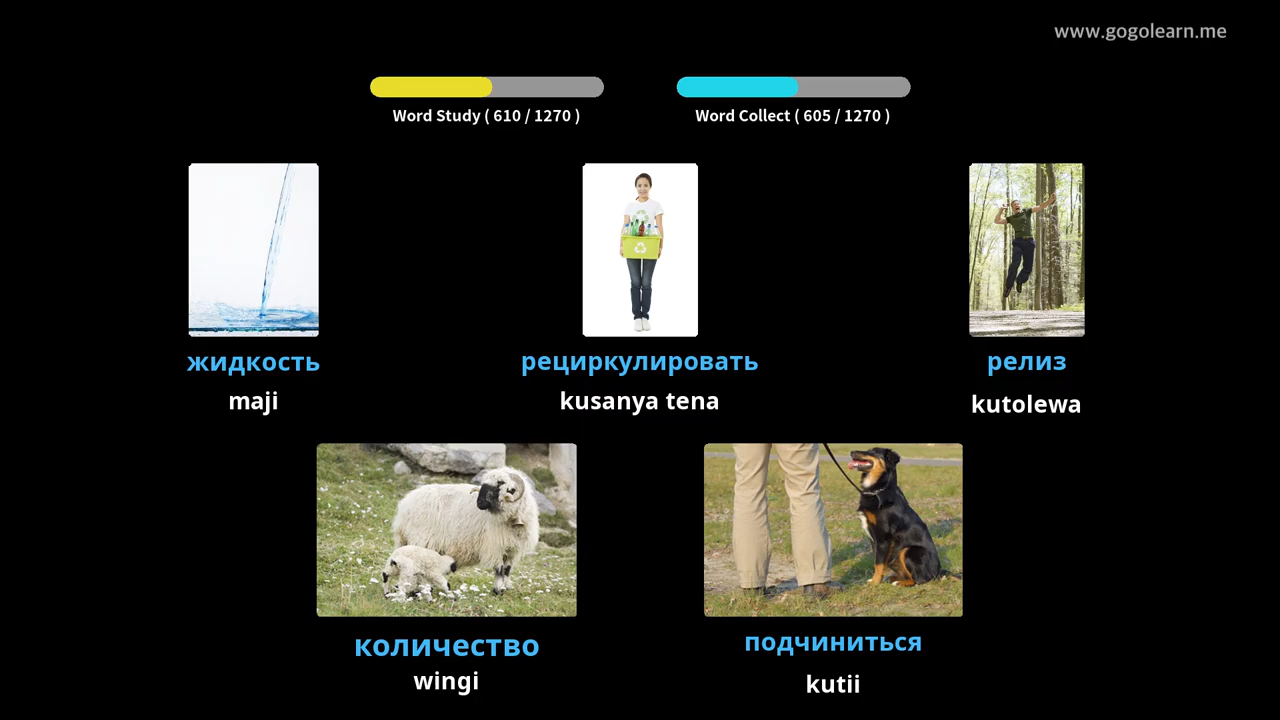 www.gogolearn.me
Word Study ( 610 / 1270 )
Word Collect ( 605 / 1270 )
жидкость
maji
рециркулировать
kusanya tena
релиз
kutolewa
количество
wingi
подчиниться
kutii